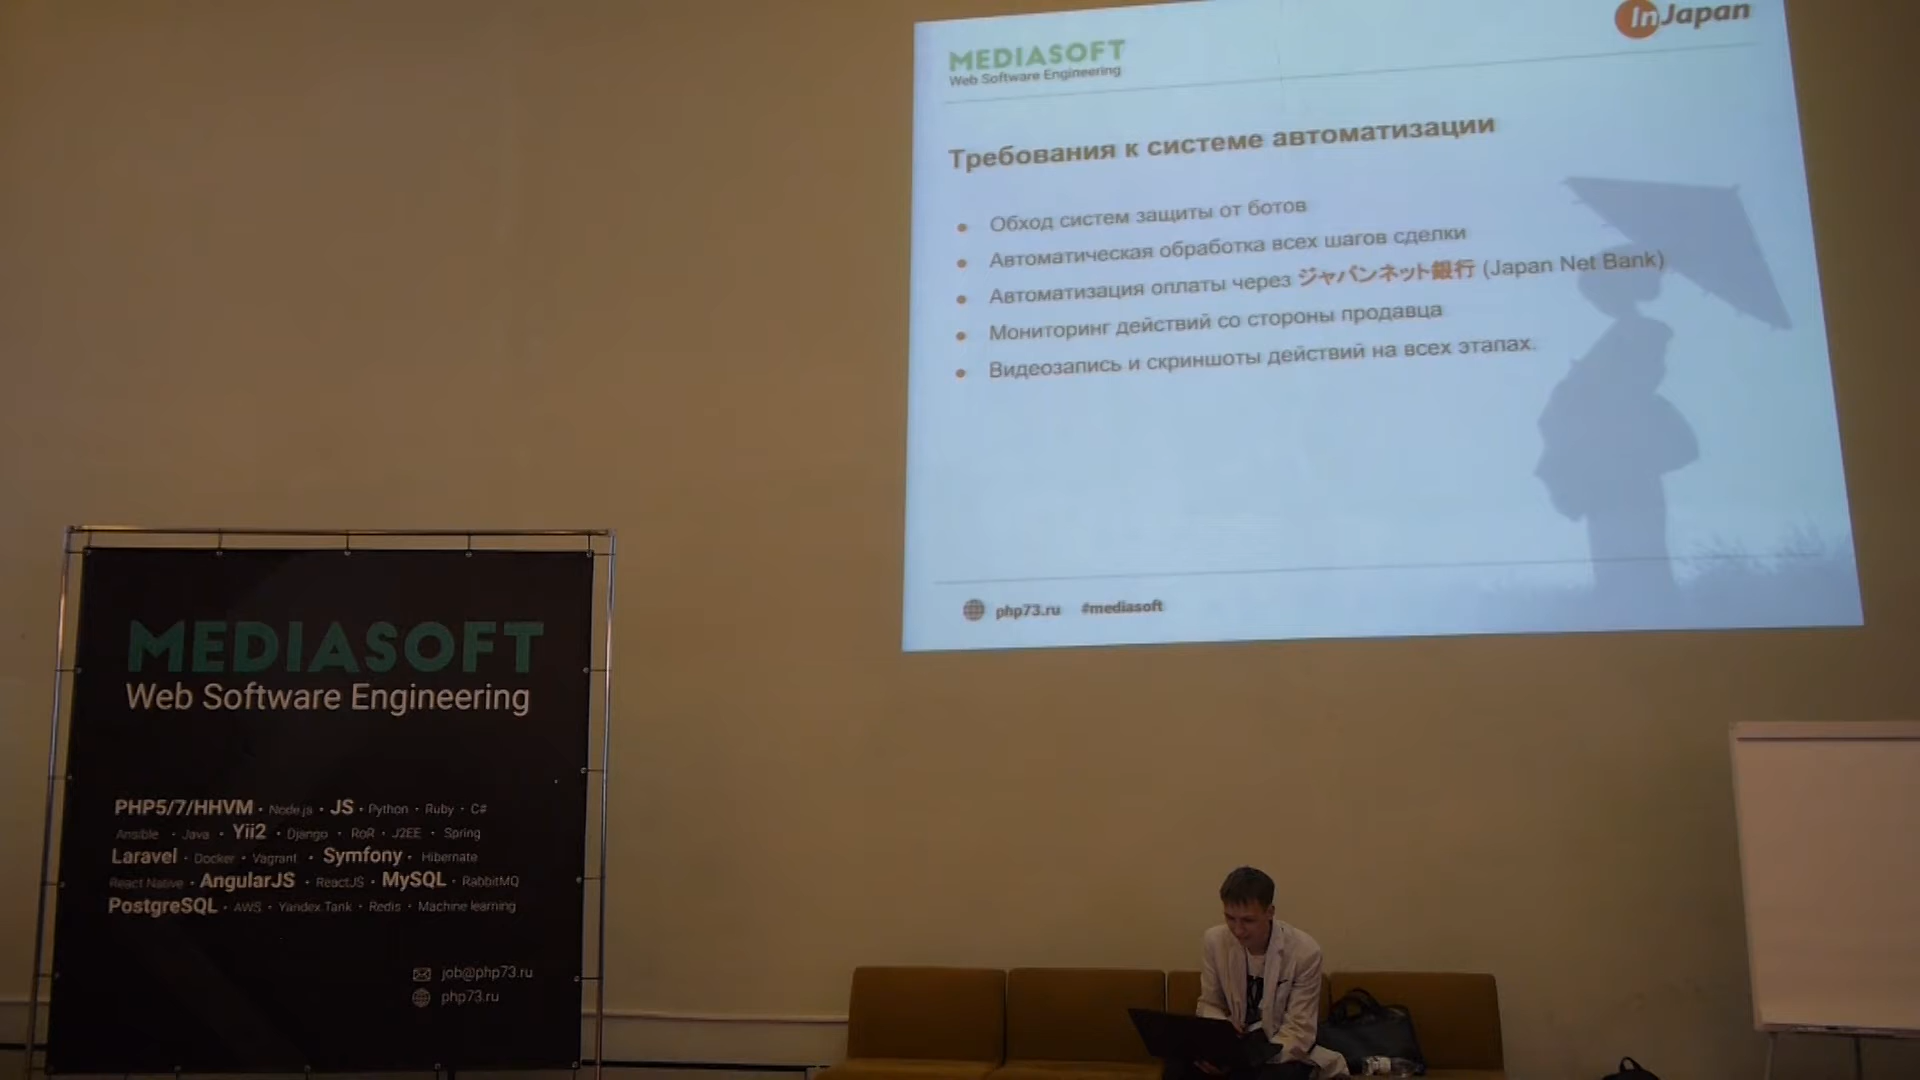 MEDIASOFT
Web Software Engineering
InJapan
Требования к системе автоматизации
Обход систем защиты от ботов
Автоматическая обработка всех шагов сделки
Автоматизация оплаты через ジャパンネット銀行 (Japan Net Bank)
Мониторинг действий со стороны продавца
Видеозапись и скриншоты действий на всех этапах.
php73.ru #mediasoft
MEDIASOFT
Web Software Engineering
PHP5/7/HHVM · Node.js · JS · Python · Ruby · C#
Ansible · Java · Yii2 · Django · RoR · J2EE · Spring
Laravel · Docker · Vagrant · Symfony · Hibernate
React Native · AngularJS · ReactJS · MySQL · RabbitMQ
PostgreSQL · AWS · Yandex.Tank · Redis · Machine learning
job@php73.ru
php73.ru